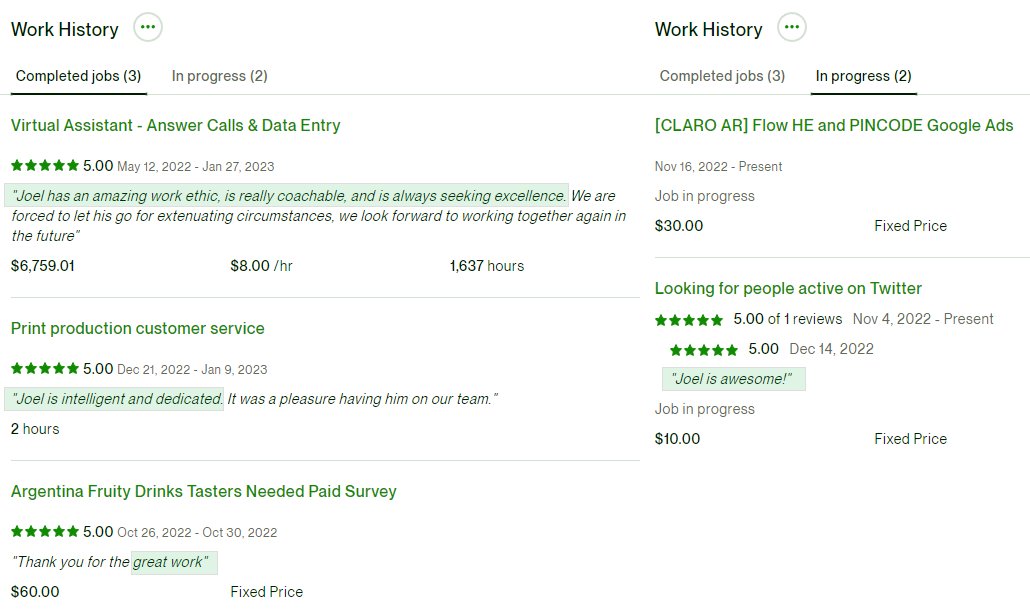 Work History
Completed jobs (3) In progress (2)
Virtual Assistant - Answer Calls & Data Entry
5.00 May 12, 2022 - Jan 27, 2023
"Joel has an amazing work ethic, is really coachable, and is always seeking excellence. We are
forced to let his go for extenuating circumstances, we look forward to working together again in
the future"
$6,759.01 $8.00 /hr 1,637 hours
Print production customer service
5.00 Dec 21, 2022 - Jan 9, 2023
"Joel is intelligent and dedicated. It was a pleasure having him on our team."
2 hours
Argentina Fruity Drinks Tasters Needed Paid Survey
5.00 Oct 26, 2022 - Oct 30, 2022
"Thank you for the great work"
$60.00 Fixed Price
Work History
Completed jobs (3) In progress (2)
[CLARO AR] Flow HE and PINCODE Google Ads
Nov 16, 2022 - Present
Job in progress
$30.00 Fixed Price
Looking for people active on Twitter
5.00 of 1 reviews Nov 4, 2022 - Present
5.00 Dec 14, 2022
"Joel is awesome!"
Job in progress
$10.00 Fixed Price